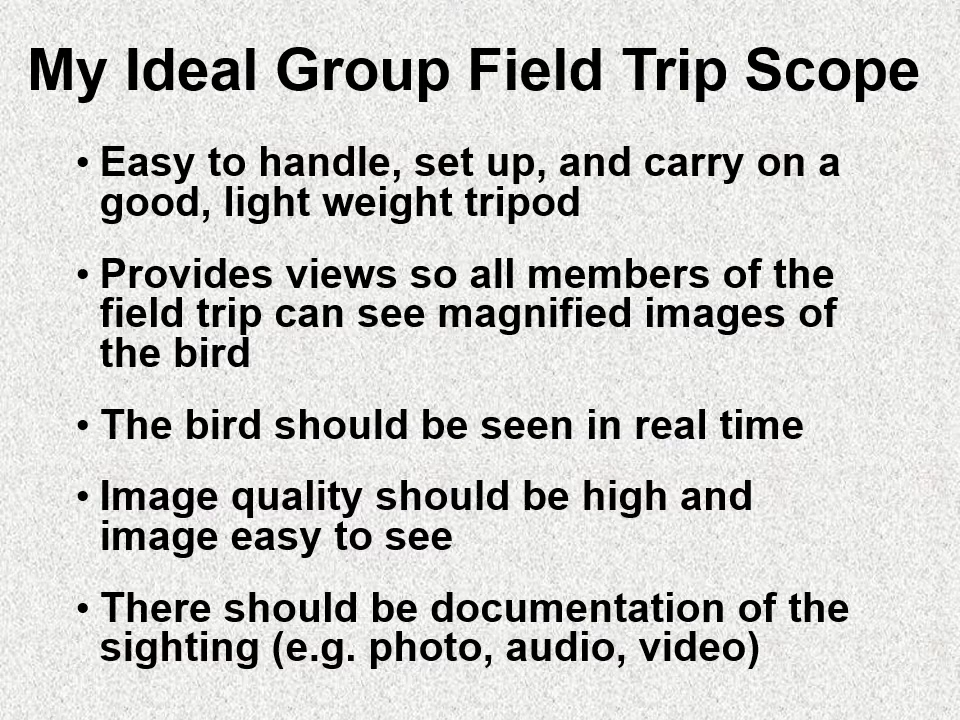 My Ideal Group Field Trip Scope
• Easy to handle, set up, and carry on a
good, light weight tripod
• Provides views so all members of the
field trip can see magnified images of
the bird
• The bird should be seen in real time
• Image quality should be high and
image easy to see
• There should be documentation of the
sighting (e.g. photo, audio, video)